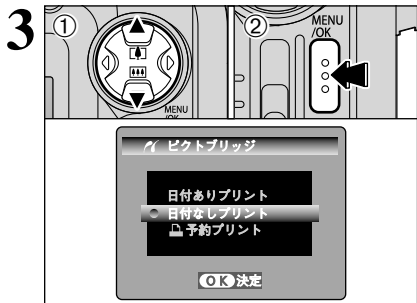 3
①
MENU
/OK
②
MENU
/OK
ピクトブリッジ
日付ありプリント
日付なしプリント
予約プリント
OK 決定